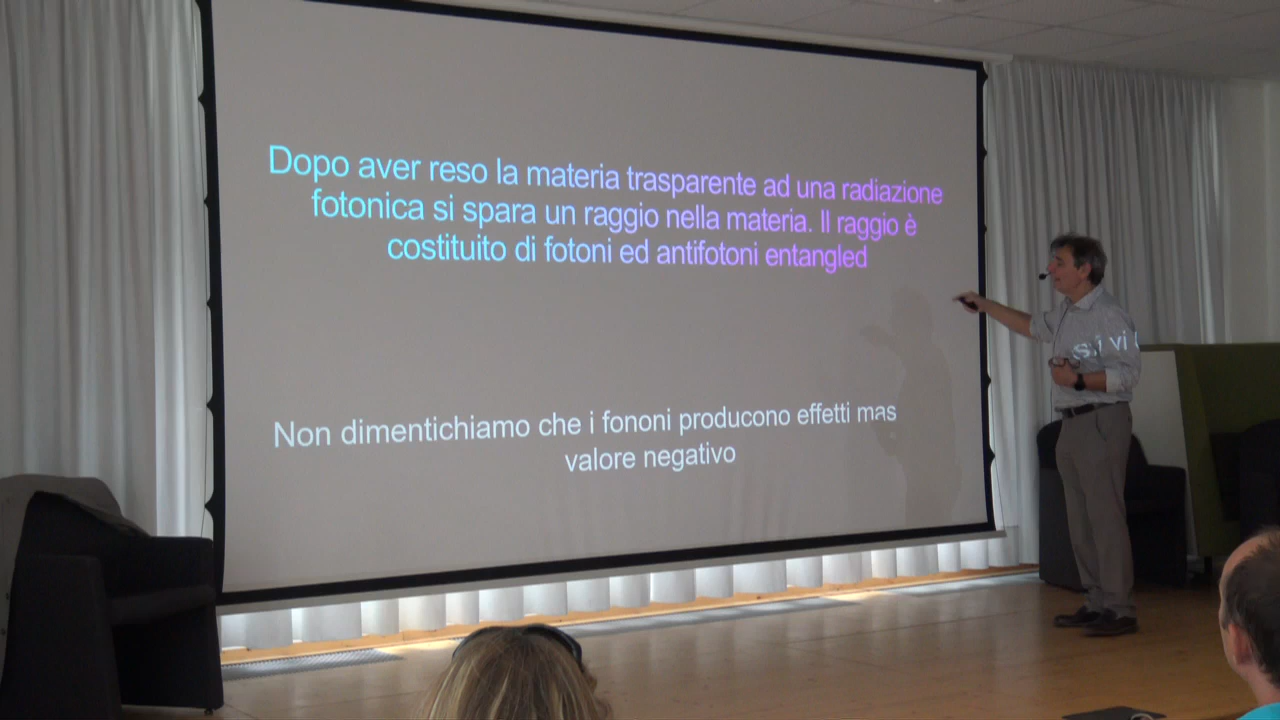 Dopo aver reso la materia trasparente ad una radiazione
fotonica si spara un raggio nella materia. Il raggio è
costituito di fotoni ed antifotoni entangled
Non dimentichiamo che i fononi producono effetti mas
valore negativo